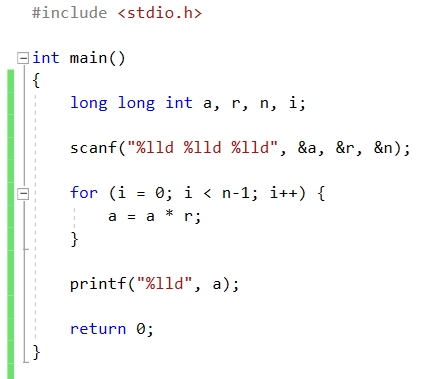 #include <stdio.h>
int main()
{
long long int a, r, n, i;
scanf("%lld %lld %lld", &a, &r, &n);
for (i = 0; i < n-1; i++) {
a = a * r;
}
printf("%lld", a);
return 0;
}